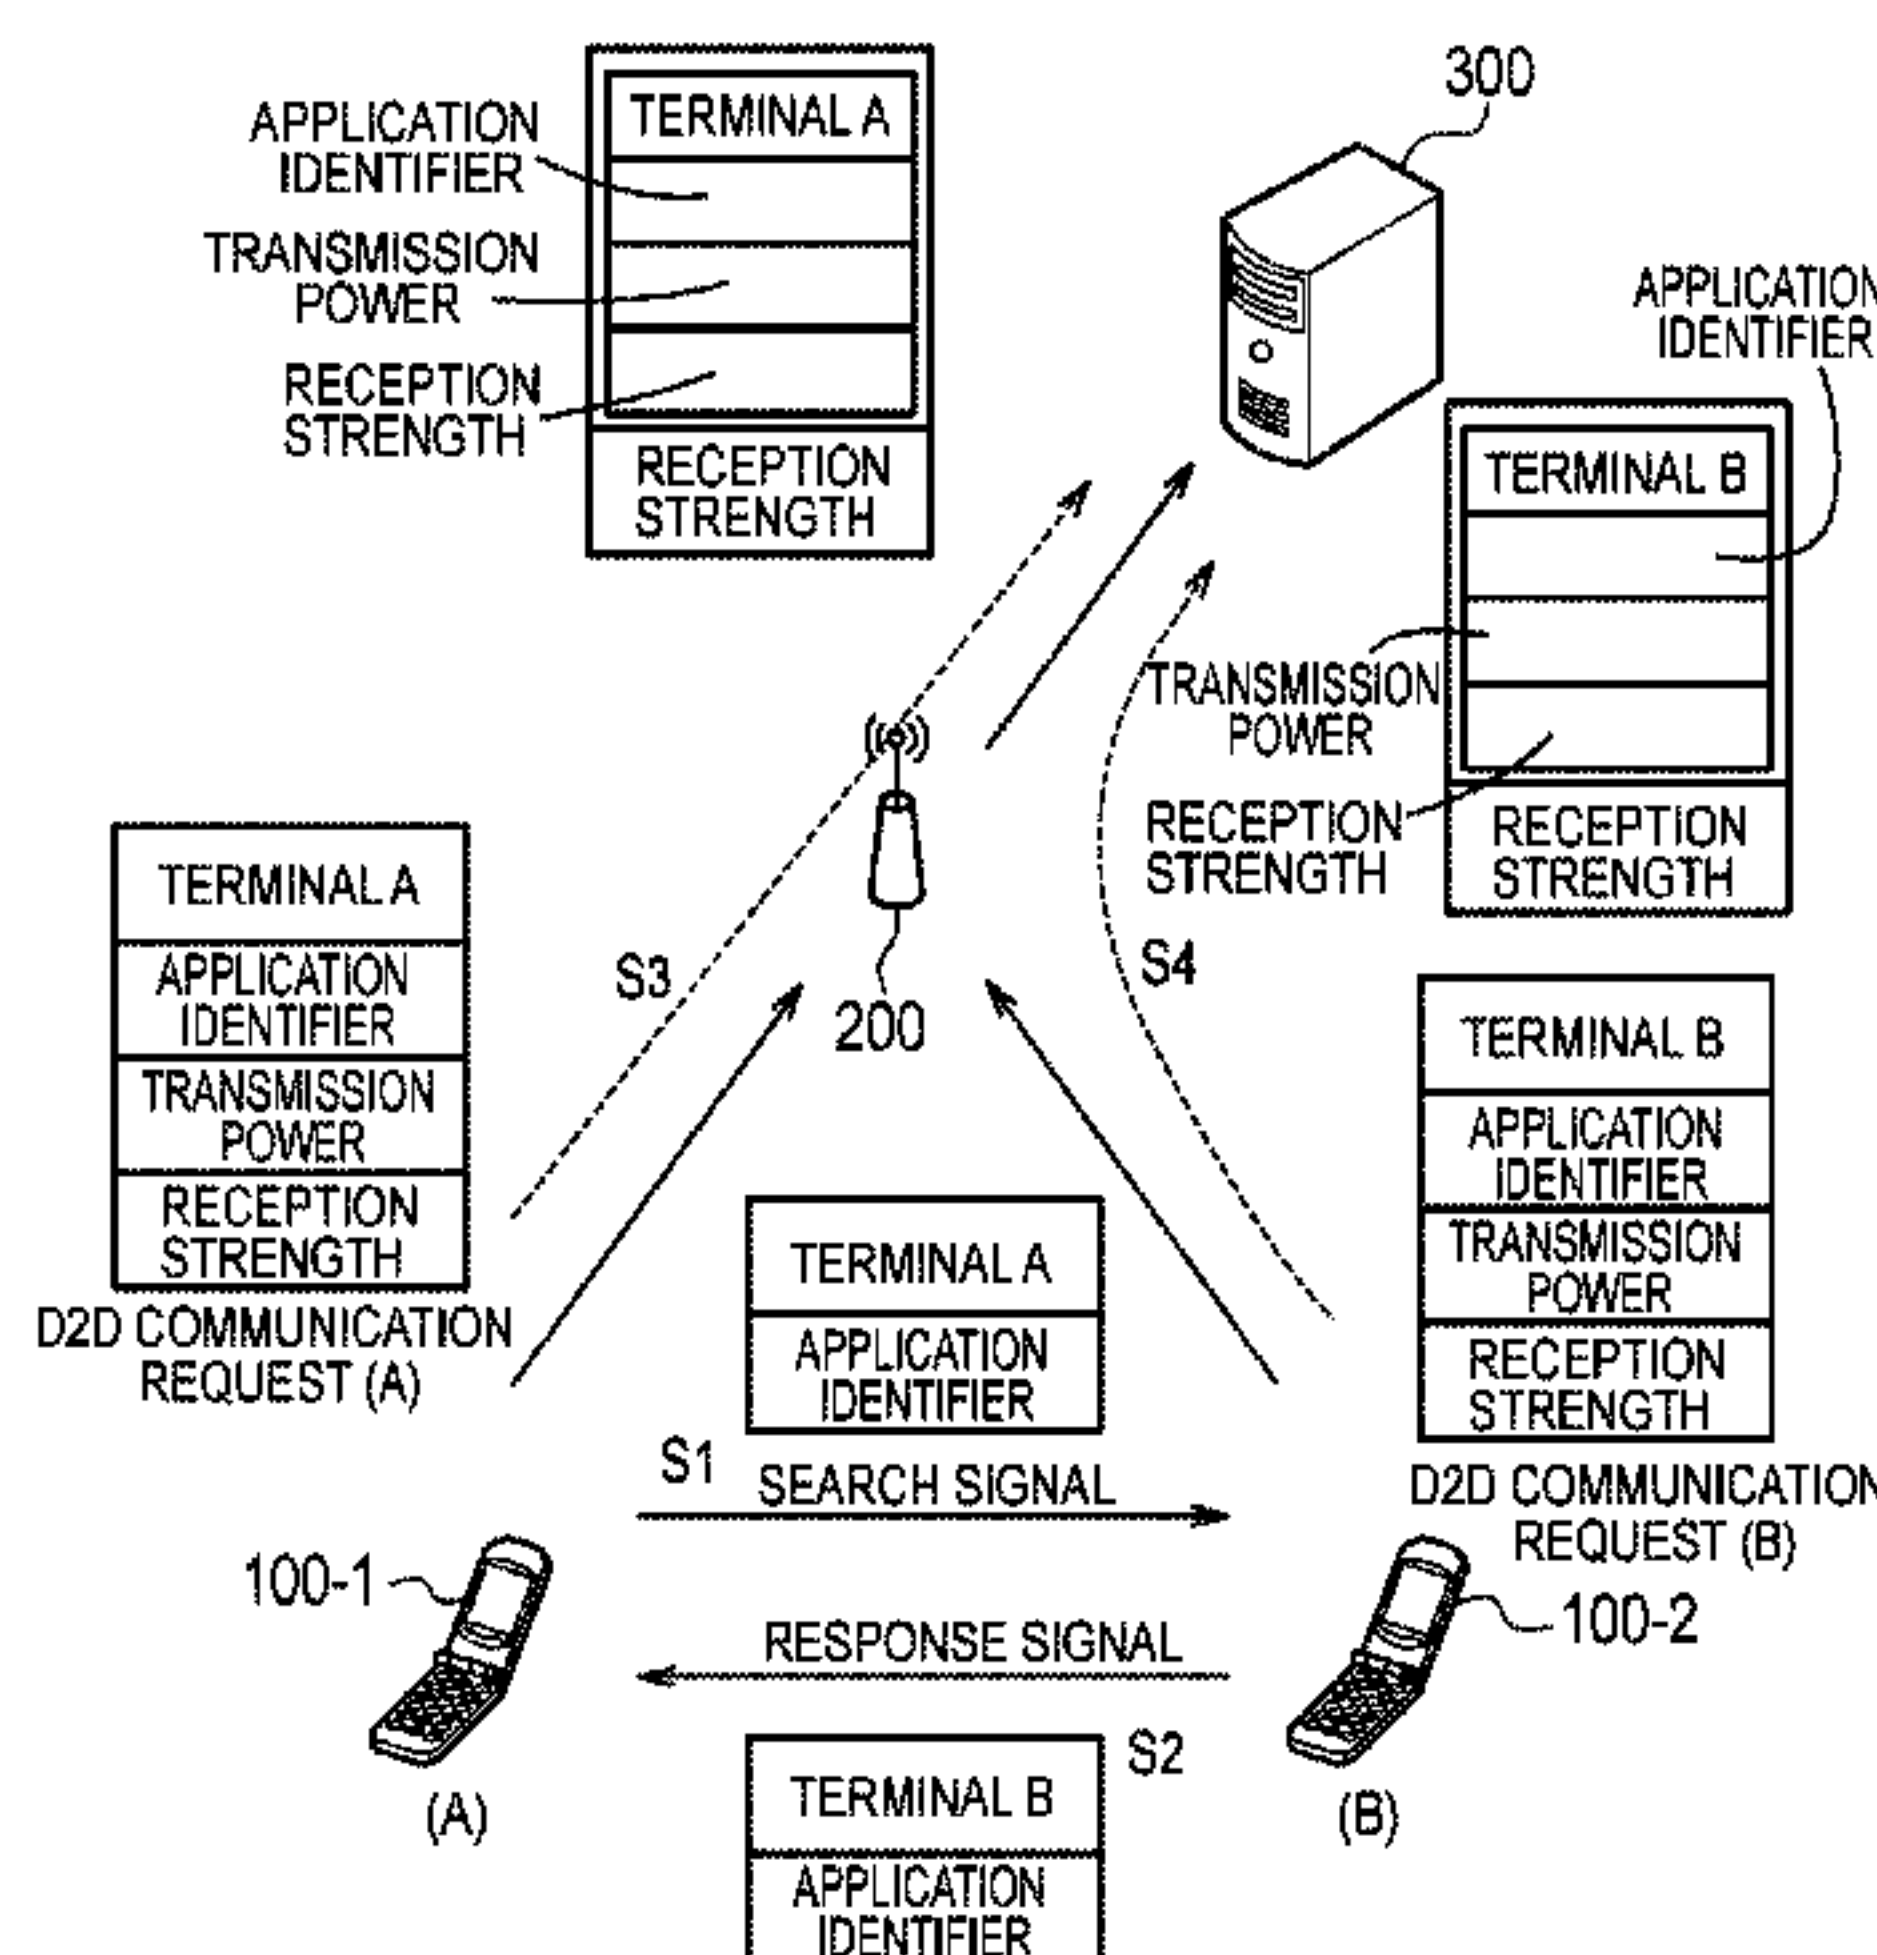 300
TERMINAL A
APPLICATION
IDENTIFIER
TRANSMISSION
POWER
RECEPTION
STRENGTH
RECEPTION
STRENGTH
APPLICATION
IDENTIFIER
TERMINAL B
TRANSMISSION
POWER
RECEPTION
STRENGTH
RECEPTION
STRENGTH
TERMINAL A
APPLICATION
IDENTIFIER
TRANSMISSION
POWER
RECEPTION
STRENGTH
D2D COMMUNICATION
REQUEST (A)
S3
200
S4
TERMINAL B
APPLICATION
IDENTIFIER
TRANSMISSION
POWER
RECEPTION
STRENGTH
D2D COMMUNICATION
REQUEST (B)
TERMINAL A
APPLICATION
IDENTIFIER
S1
SEARCH SIGNAL
100-1
RESPONSE SIGNAL
100-2
S2
(A)
(B)
TERMINAL B
APPLICATION
IDENTIFIER